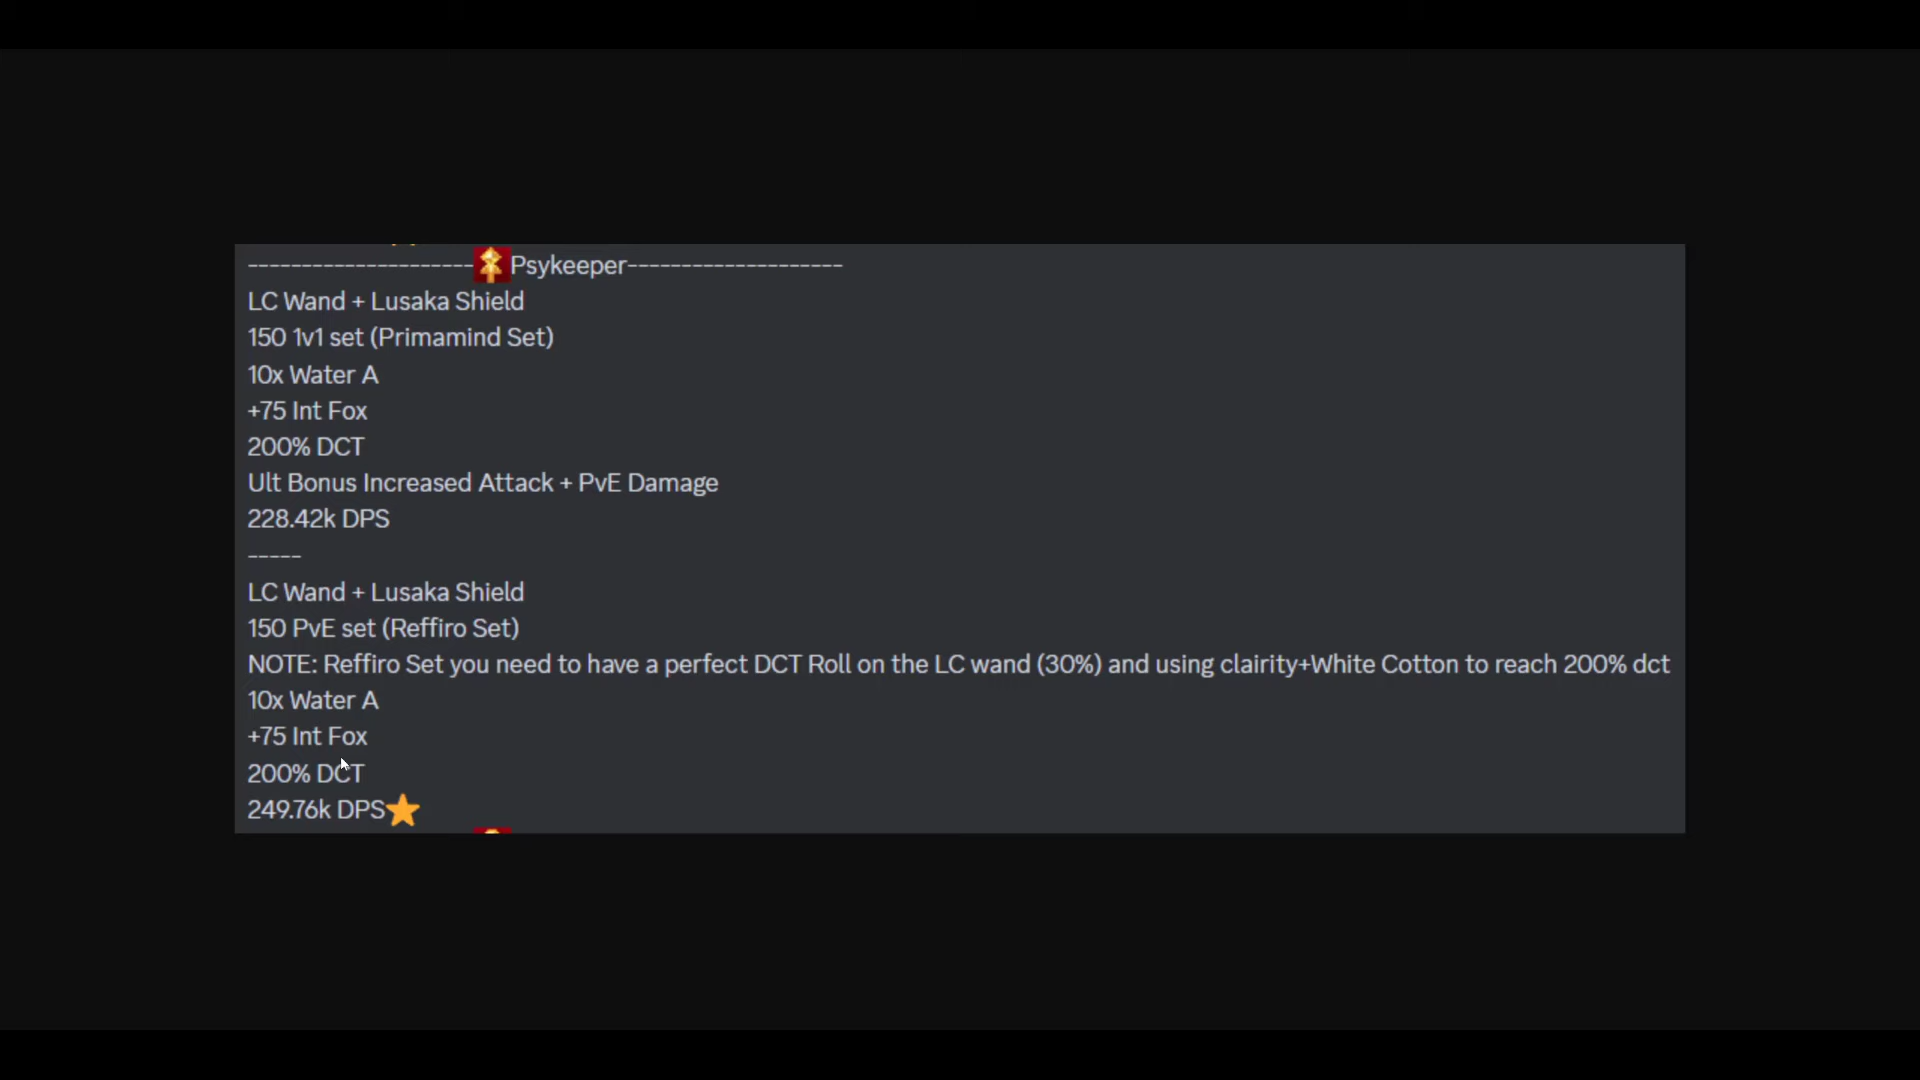 ---------------------Psykeeper--------------------
LC Wand + Lusaka Shield
150 1v1 set (Primamind Set)
10x Water A
+75 Int Fox
200% DCT
Ult Bonus Increased Attack + PvE Damage
228.42k DPS
-----
LC Wand + Lusaka Shield
150 PvE set (Reffiro Set)
NOTE: Reffiro Set you need to have a perfect DCT Roll on the LC wand (30%) and using clairity+White Cotton to reach 200% dct
10x Water A
+75 Int Fox
200% DCT
249.76k DPS